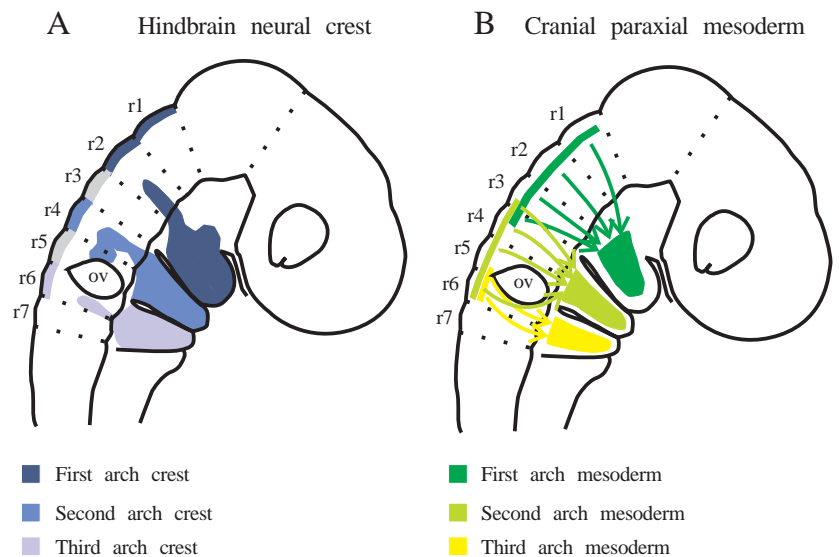 A Hindbrain neural crest
r1
r2
r3
r4
r5
r6
r7
ov
First arch crest
Second arch crest
Third arch crest
B Cranial paraxial mesoderm
r1
r2
r3
r4
r5
r6
r7
ov
First arch mesoderm
Second arch mesoderm
Third arch mesoderm